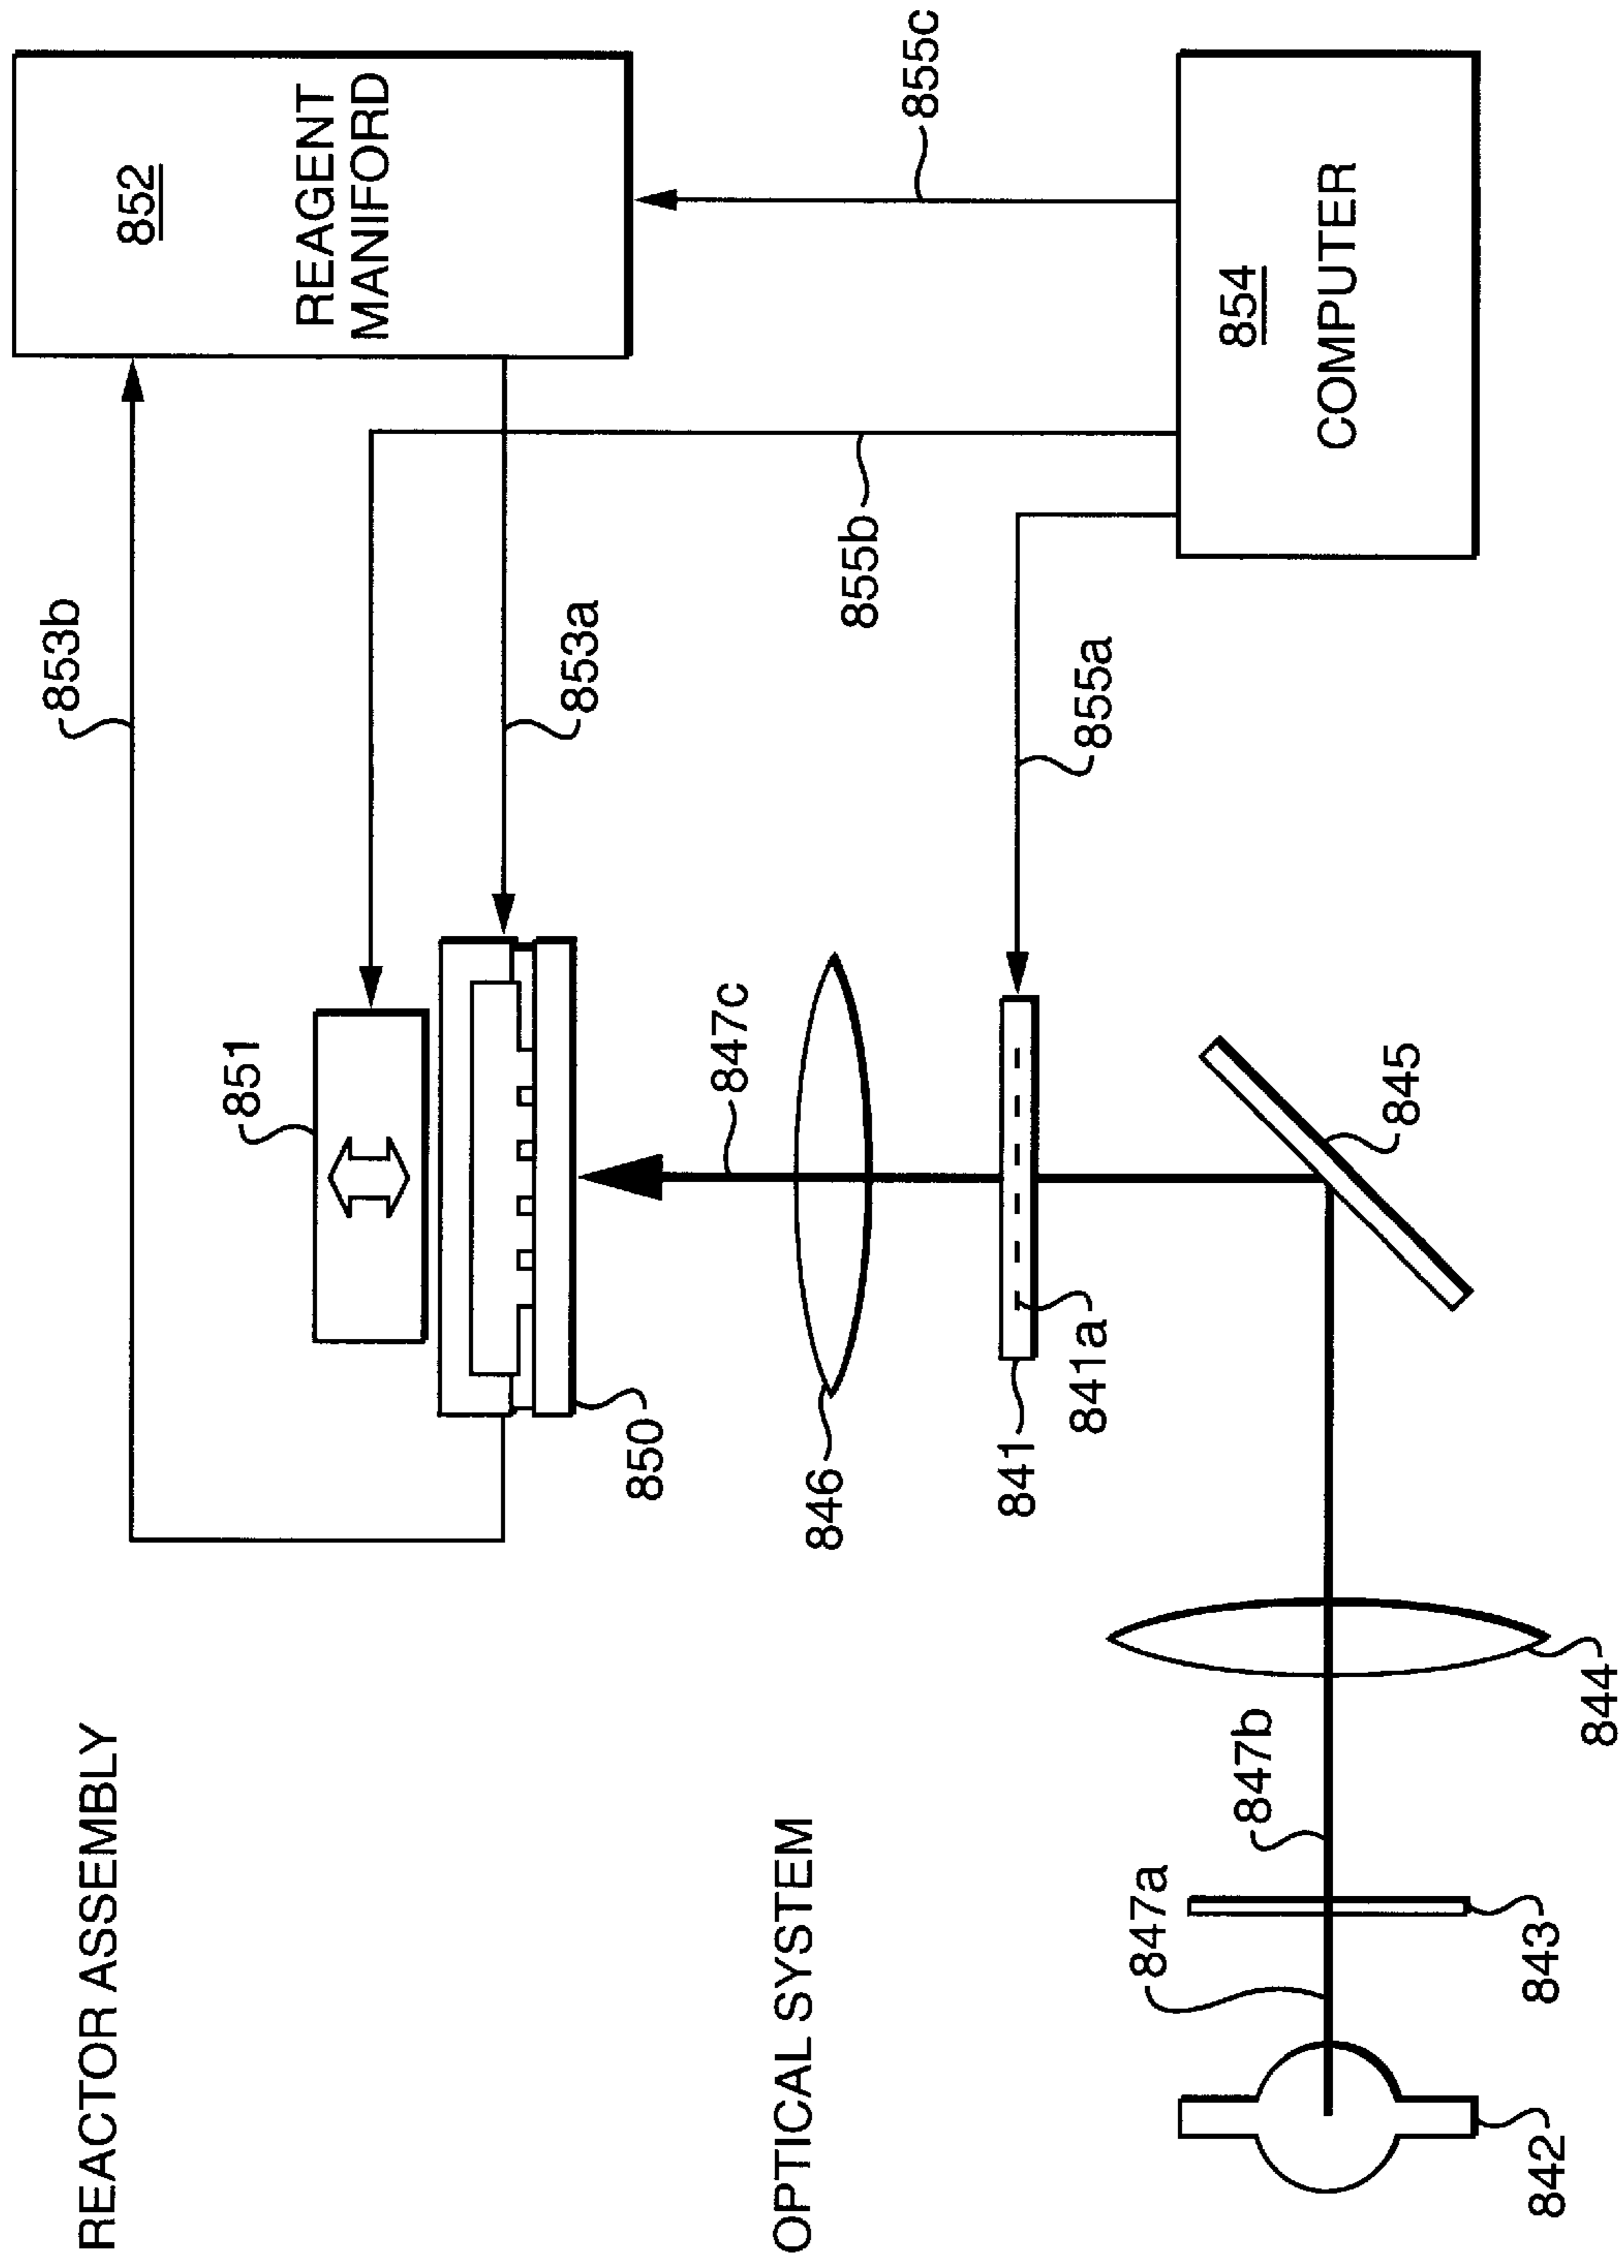 REACTOR ASSEMBLY
853b
852
REAGENT
MANIFORD
851
853a
850
855b
855c
847c
846
OPTICAL SYSTEM
841
841a
855a
854
COMPUTER
847a
847b
845
842
843
844